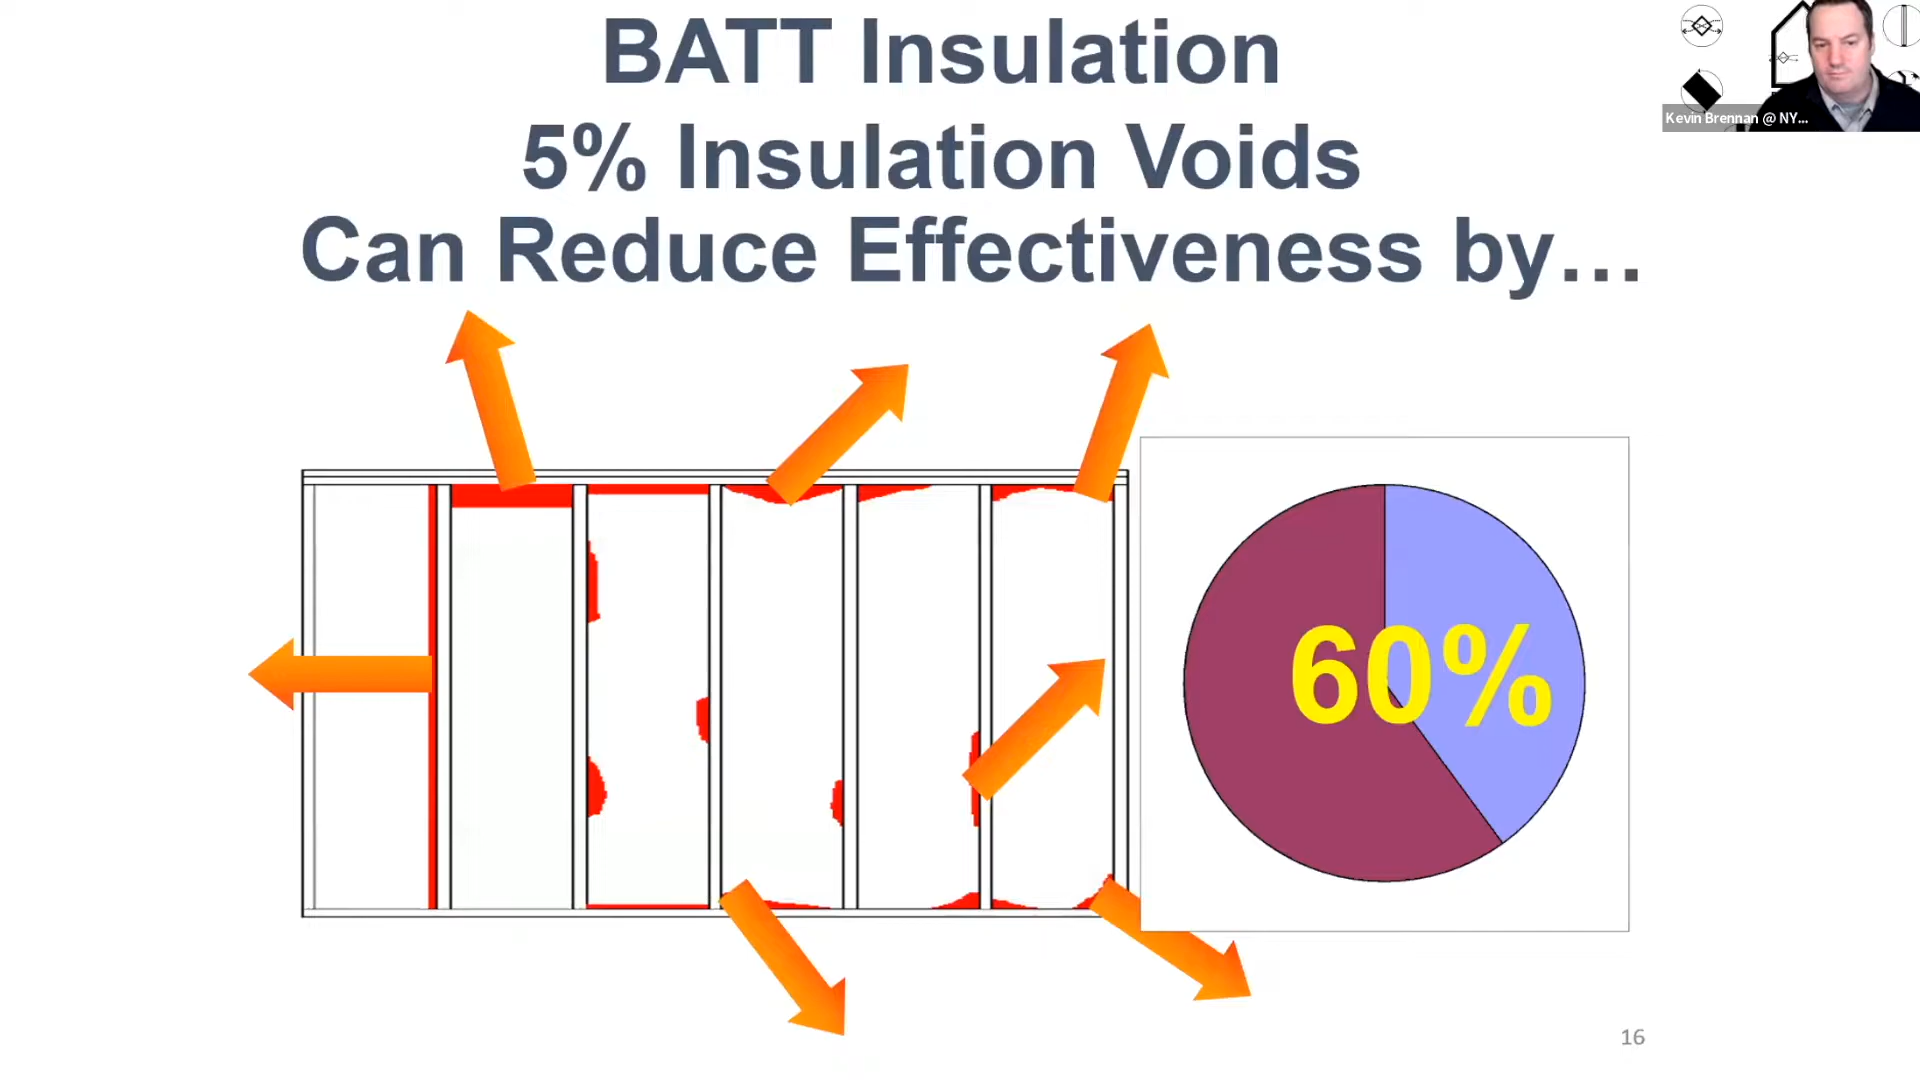 BATT Insulation
5% Insulation Voids
Can Reduce Effectiveness by…
Kevin Brennan @ NY...
60%
16